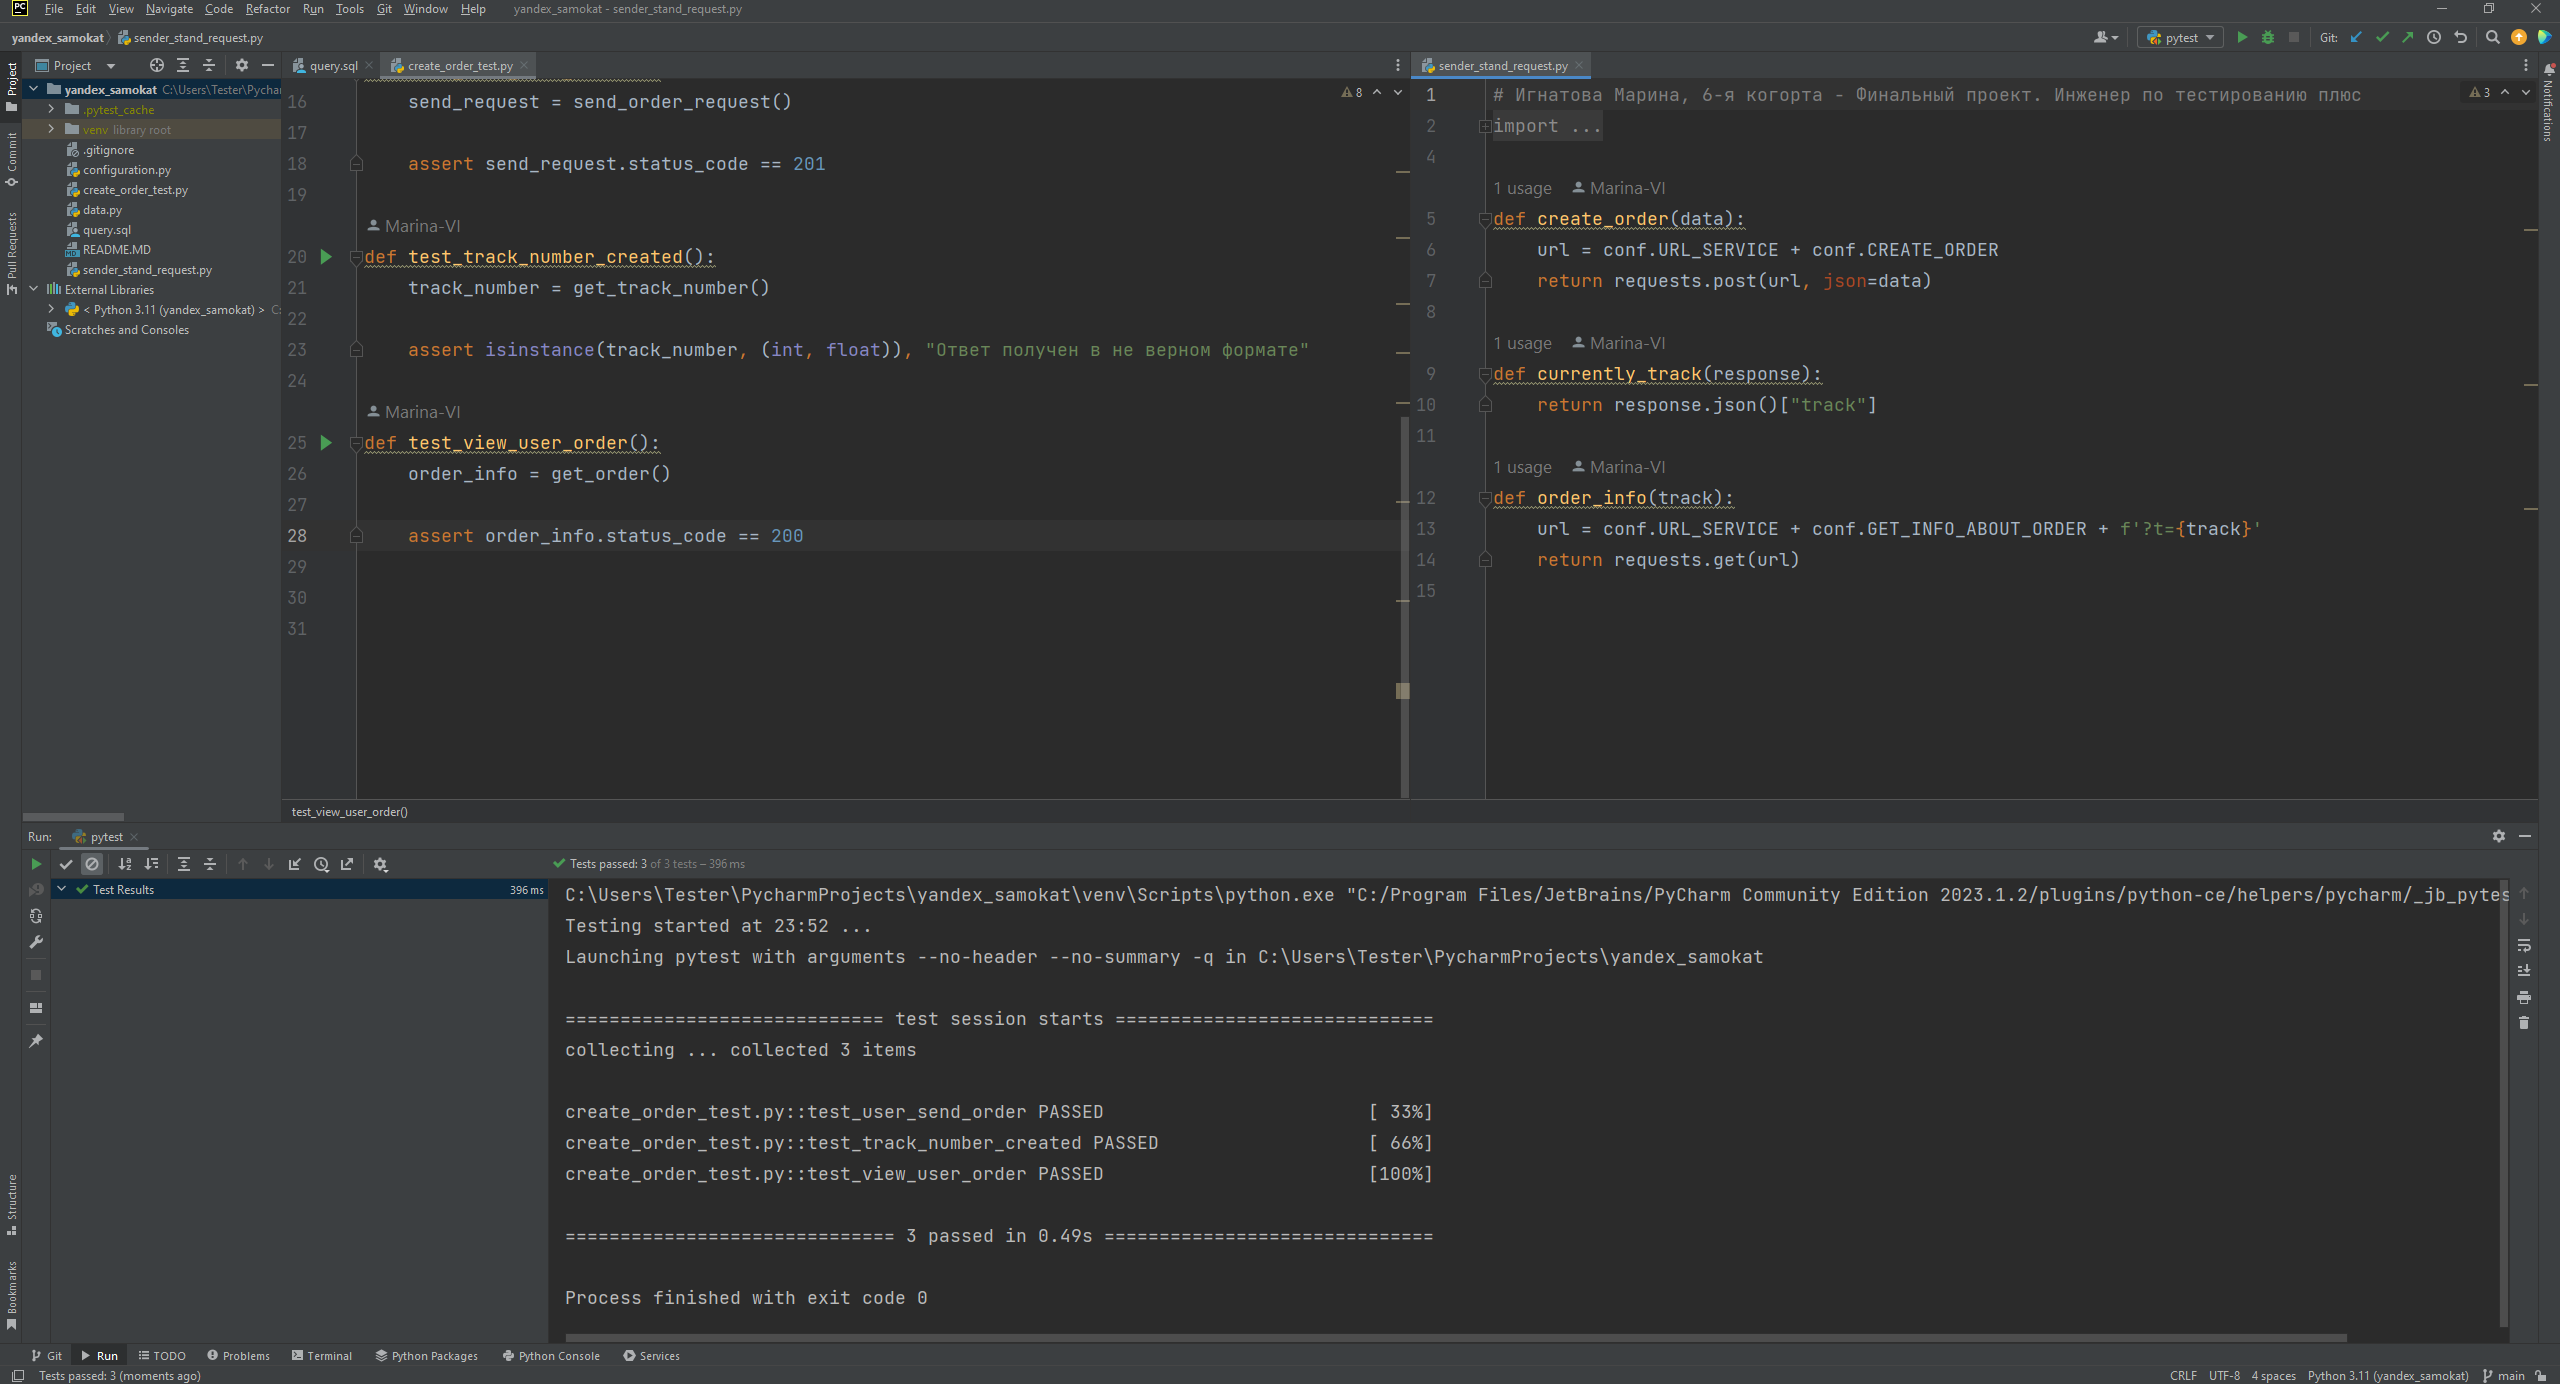 PC File Edit View Navigate Code Refactor Run Tools Git Window Help yandex_samokat - sender_stand_request.py
yandex_samokat sender_stand_request.py pytest Git:
Project
query.sql create_order_test.py
sender_stand_request.py
yandex_samokat C:\Users\Tester\Pychar
.pytest_cache
venv library root
.gitignore
configuration.py
create_order_test.py
data.py
query.sql
README.MD
sender_stand_request.py
External Libraries
< Python 3.11 (yandex_samokat) >
Scratches and Consoles
Project
Commit
Pull Requests
8
16 send_request = send_order_request()
17
18 assert send_request.status_code == 201
19
Marina-VI
20 def test_track_number_created():
21 track_number = get_track_number()
22
23 assert isinstance(track_number, (int, float)), "Ответ получен в не верном формате"
24
Marina-VI
25 def test_view_user_order():
26 order_info = get_order()
27
28 assert order_info.status_code == 200
29
30
31
test_view_user_order()
3
1 # Игнатова Марина, 6-я когорта - Финальный проект. Инженер по тестированию плюс
2 import ...
4
1 usage Marina-VI
5 def create_order(data):
6 url = conf.URL_SERVICE + conf.CREATE_ORDER
7 return requests.post(url, json=data)
8
1 usage Marina-VI
9 def currently_track(response):
10 return response.json()["track"]
11
1 usage Marina-VI
12 def order_info(track):
13 url = conf.URL_SERVICE + conf.GET_INFO_ABOUT_ORDER + f'?t={track}'
14 return requests.get(url)
15
Notifications
Run: pytest
Tests passed: 3 of 3 tests – 396 ms
Test Results 396 ms
C:\Users\Tester\PycharmProjects\yandex_samokat\venv\Scripts\python.exe "C:/Program Files/JetBrains/PyCharm Community Edition 2023.1.2/plugins/python-ce/helpers/pycharm/_jb_pytes
Testing started at 23:52 ...
Launching pytest with arguments --no-header --no-summary -q in C:\Users\Tester\PycharmProjects\yandex_samokat
============================= test session starts =============================
collecting ... collected 3 items
create_order_test.py::test_user_send_order PASSED [ 33%]
create_order_test.py::test_track_number_created PASSED [ 66%]
create_order_test.py::test_view_user_order PASSED [100%]
============================== 3 passed in 0.49s ==============================
Process finished with exit code 0
Structure
Bookmarks
Git Run TODO Problems Terminal Python Packages Python Console Services
Tests passed: 3 (moments ago) CRLF UTF-8 4 spaces Python 3.11 (yandex_samokat) main